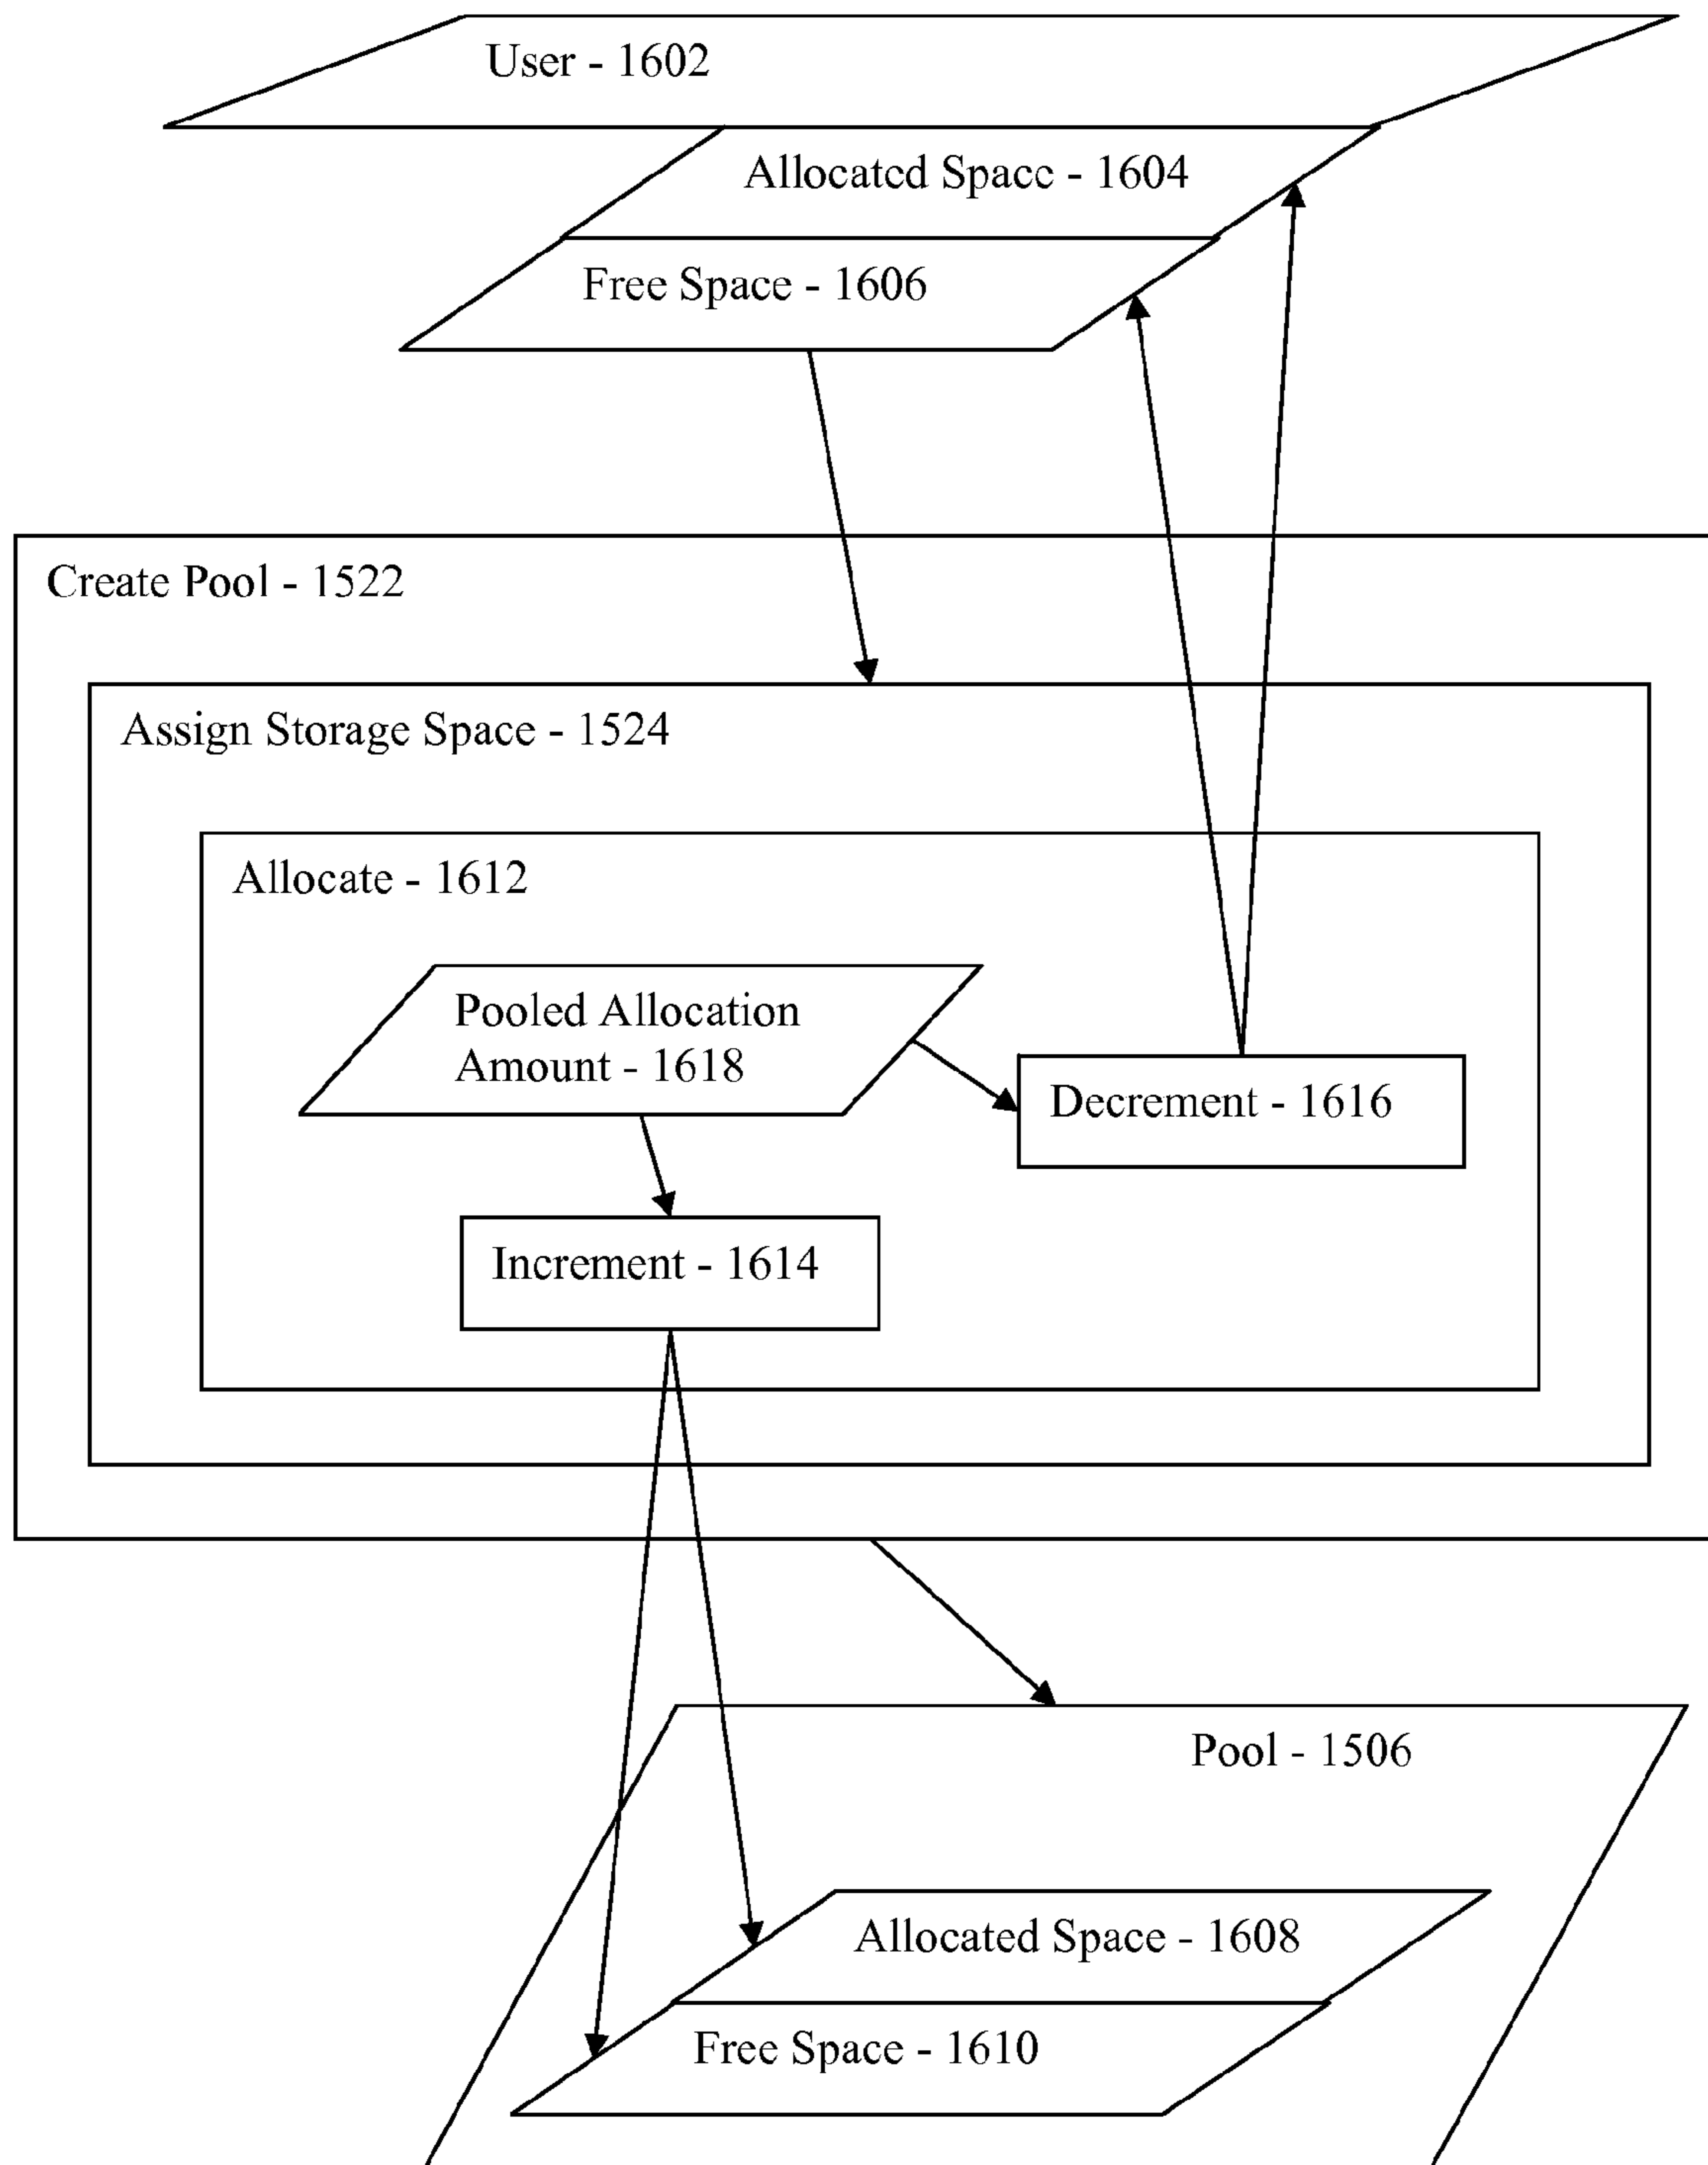 User - 1602
Allocated Space - 1604
Free Space - 1606
Create Pool - 1522
Assign Storage Space - 1524
Allocate - 1612
Pooled Allocation
Amount - 1618
Decrement - 1616
Increment - 1614
Pool - 1506
Allocated Space - 1608
Free Space - 1610